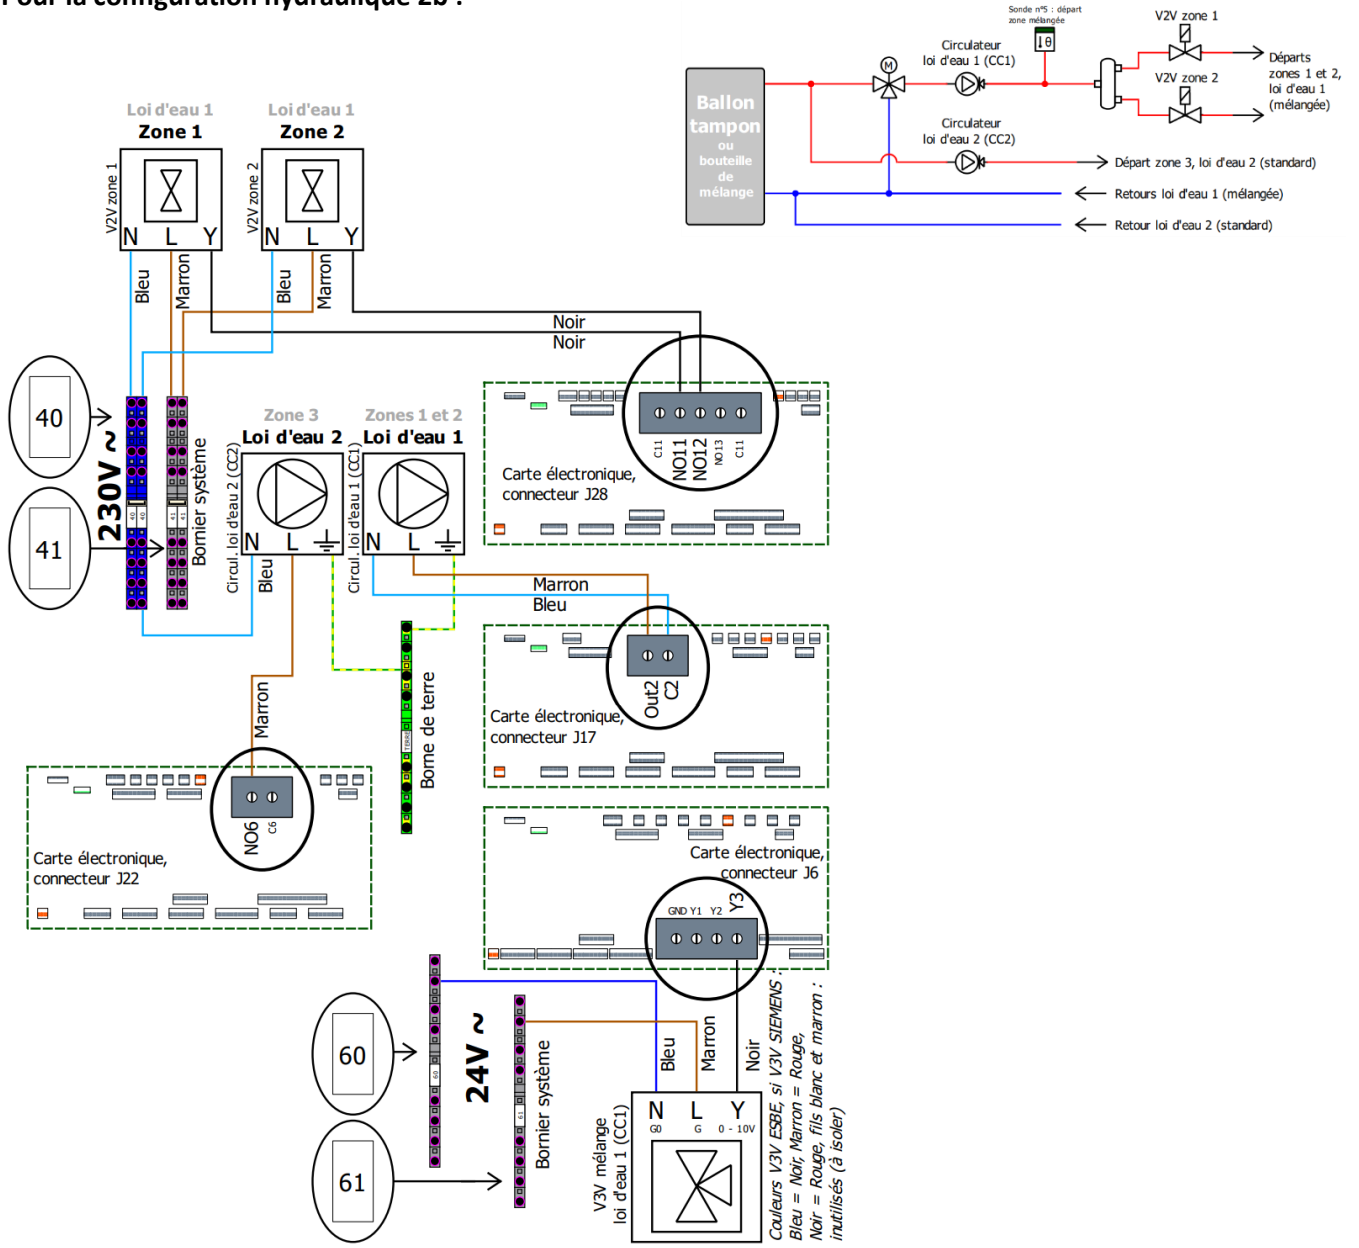 Pour la configuration hydraulique 2b :
Sonde n°5 : départ
zone mélangée
V2V zone 1
Circulateur
loi d'eau 1 (CC1)
M
Départs
zones 1 et 2,
loi d'eau 1
(mélangée)
V2V zone 2
Ballon
tampon
ou
bouteille
de
mélange
Circulateur
loi d'eau 2 (CC2)
Départ zone 3, loi d'eau 2 (standard)
Retours loi d'eau 1 (mélangée)
Retour loi d'eau 2 (standard)
Loi d'eau 1
Zone 1
V2V zone 1
N L Y
Loi d'eau 1
Zone 2
V2V zone 2
N L Y
Bleu
Marron
Bleu
Marron
Noir
Noir
40
41
230V ~
40 40
41 41
Bornier système
Zone 3
Loi d'eau 2
Circul. loi d'eau 2 (CC2)
N L
Zones 1 et 2
Loi d'eau 1
Circul. loi d'eau 1 (CC1)
N L
Bleu
Marron
Bleu
C11 NO11 NO12 NO13 C11
Carte électronique,
connecteur J28
Out2 C2
Carte électronique,
connecteur J17
TERRE
Borne de terre
Marron
NO6 C6
Carte électronique,
connecteur J22
Carte électronique,
connecteur J6
GND Y1 Y2 Y3
60
61
60
24V ~
61
Bornier système
Bleu
Marron
Noir
V3V mélange
loi d'eau 1 (CC1)
N L Y
G0 G 0 - 10V
Couleurs V3V ESBE, si V3V SIEMENS :
Bleu = Noir, Marron = Rouge,
Noir = Rouge, fils blanc et marron :
inutilisés (à isoler)